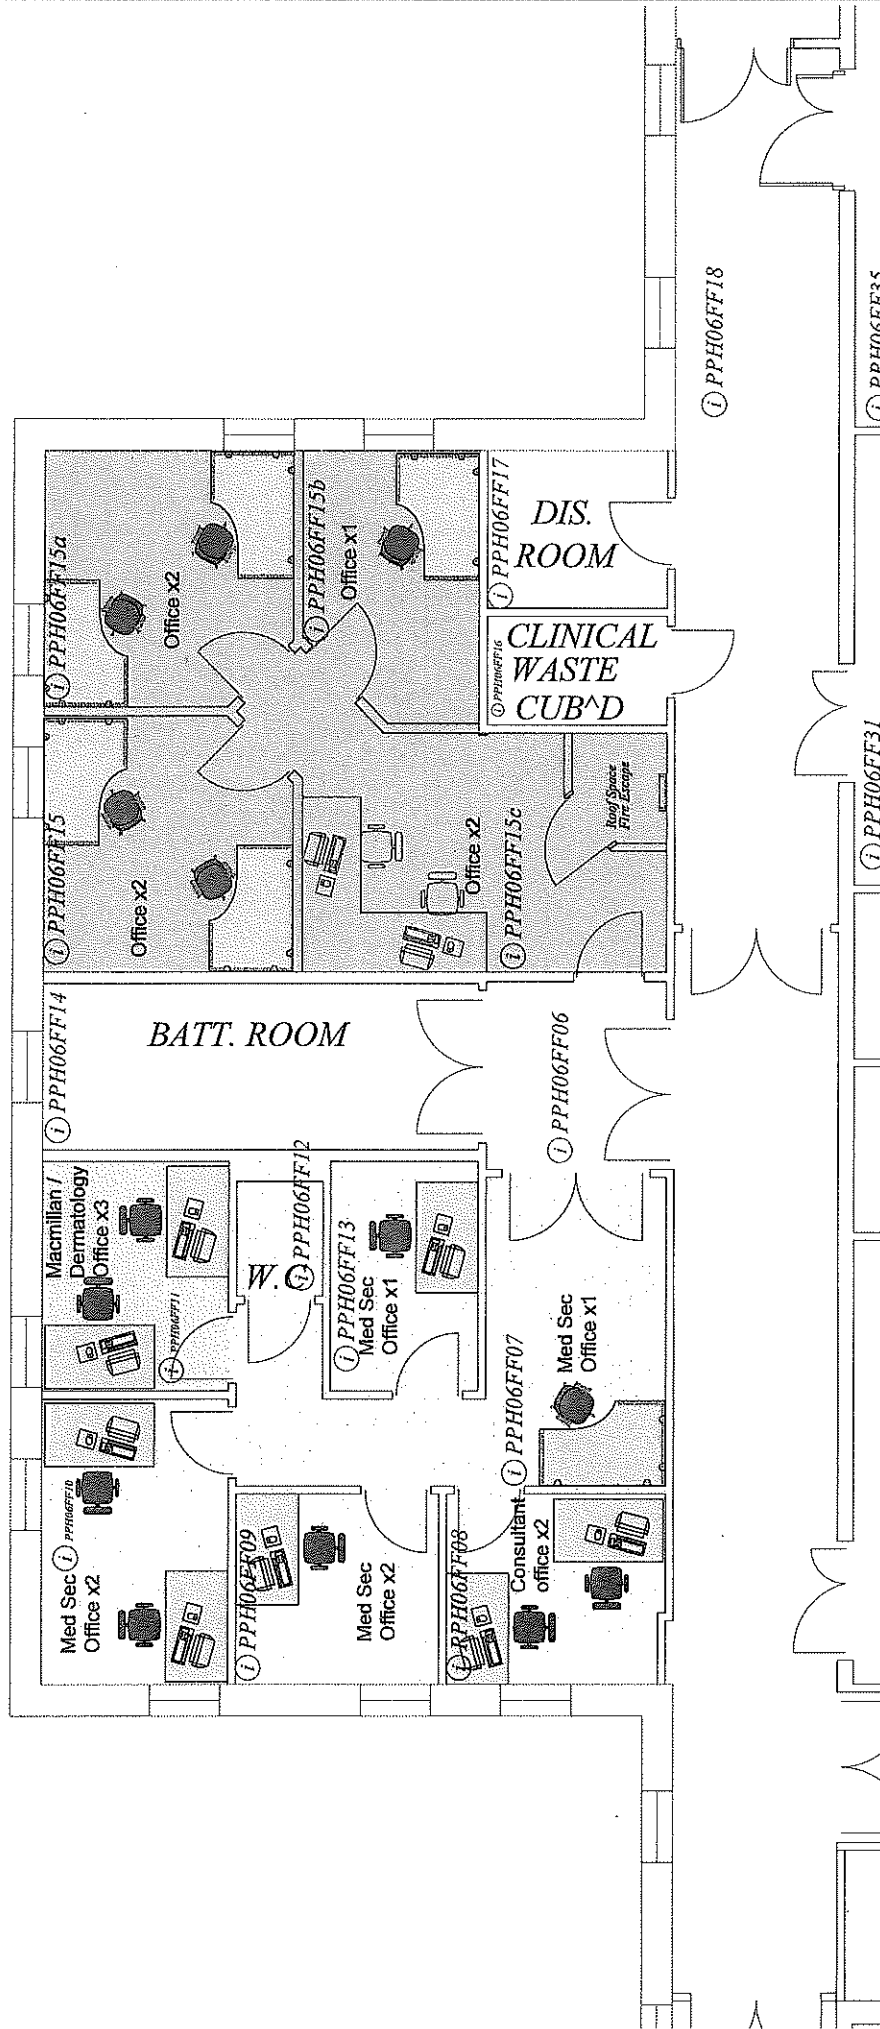 ⓘ PPH06FF18
ⓘ PPH06FF35
ⓘ PPH06FF15a
Office x2
ⓘ PPH06FF15b
Office x1
ⓘ PPH06FF17
DIS.
ROOM
ⓘ PPH06FF16
CLINICAL
WASTE
CUB^D
ⓘ PPH06FF31
ⓘ PPH06FF15
Office x2
Office x2
ⓘ PPH06FF15c
Roof Space
Fire Escape
ⓘ PPH06FF14
BATT. ROOM
ⓘ PPH06FF06
Macmillan /
Dermatology
Office x3
ⓘ PPH06FF11
ⓘ PPH06FF12
W.C
ⓘ PPH06FF13
Med Sec
Office x1
Med Sec
Office x1
ⓘ PPH06FF07
ⓘ PPH06FF10
Med Sec
Office x2
ⓘ PPH06FF09
Med Sec
Office x2
ⓘ PPH06FF08
Consultant
office x2